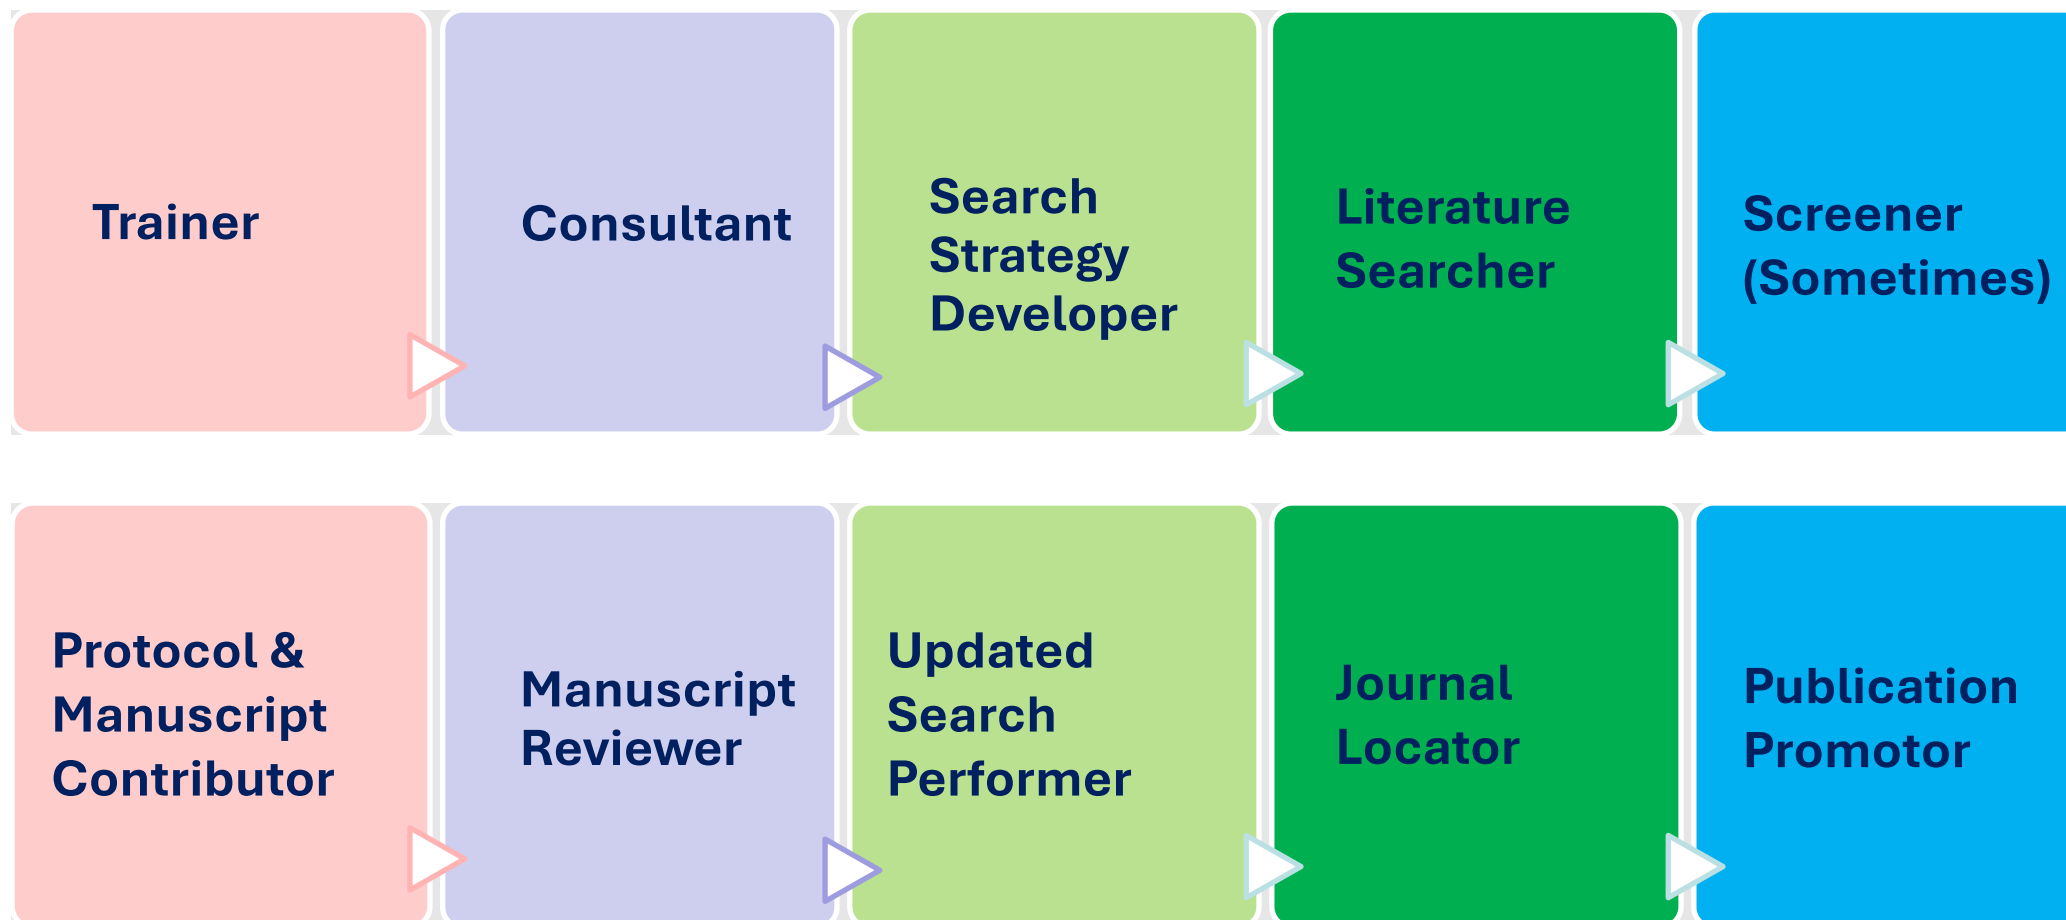 Trainer
Consultant
Search
Strategy
Developer
Literature
Searcher
Screener
(Sometimes)
Protocol &
Manuscript
Contributor
Manuscript
Reviewer
Updated
Search
Performer
Journal
Locator
Publication
Promotor